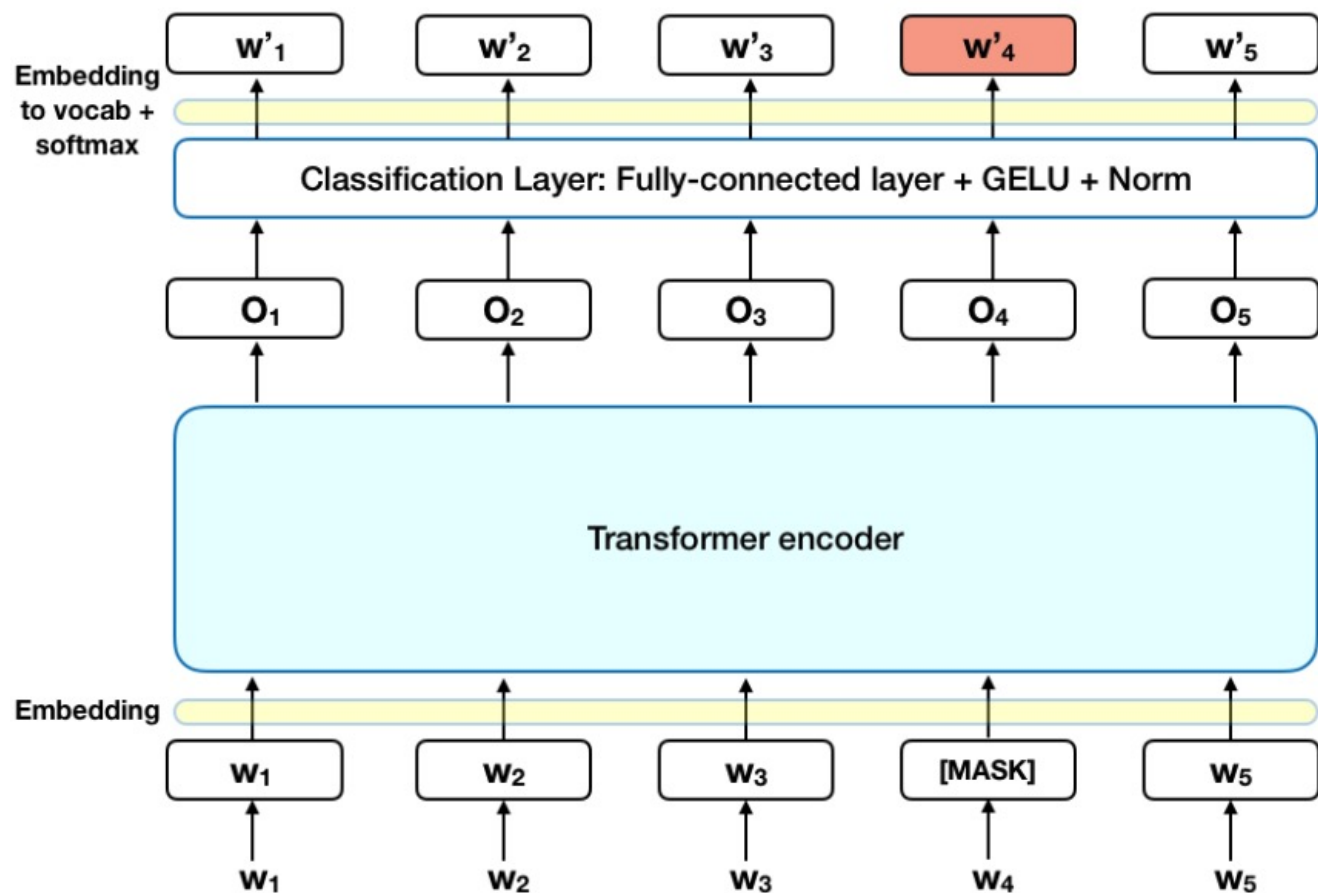 w'₁ w'₂ w'₃ w'₄ w'₅
Embedding
to vocab +
softmax
Classification Layer: Fully-connected layer + GELU + Norm
O₁ O₂ O₃ O₄ O₅
Transformer encoder
Embedding
w₁ w₂ w₃ [MASK] w₅
w₁ w₂ w₃ w₄ w₅